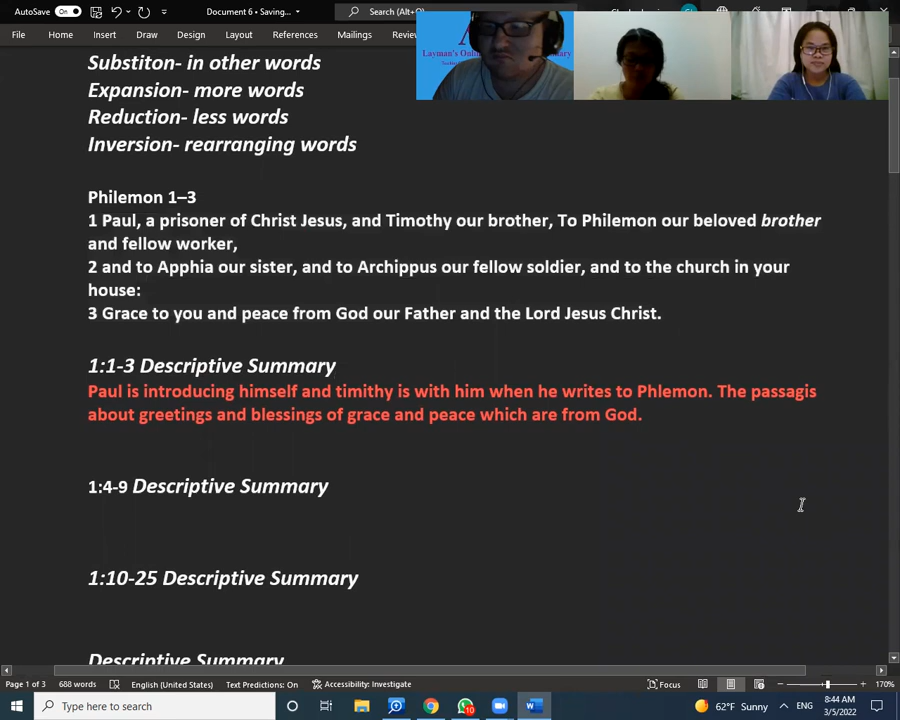 AutoSave On Document 6 • Saving... Search (Alt+Q)
File Home Insert Draw Design Layout References Mailings
Layman's Onli
Substiton- in other words
Expansion- more words
Reduction- less words
Inversion- rearranging words
Philemon 1–3
1 Paul, a prisoner of Christ Jesus, and Timothy our brother, To Philemon our beloved brother
and fellow worker,
2 and to Apphia our sister, and to Archippus our fellow soldier, and to the church in your
house:
3 Grace to you and peace from God our Father and the Lord Jesus Christ.
1:1-3 Descriptive Summary
Paul is introducing himself and timithy is with him when he writes to Phlemon. The passagis
about greetings and blessings of grace and peace which are from God.
1:4-9 Descriptive Summary
1:10-25 Descriptive Summary
Descriptive Summary
Page 1 of 3 688 words English (United States) Text Predictions: On Accessibility: Investigate Focus 170%
Type here to search 10 62°F Sunny ENG 8:44 AM
3/5/2022